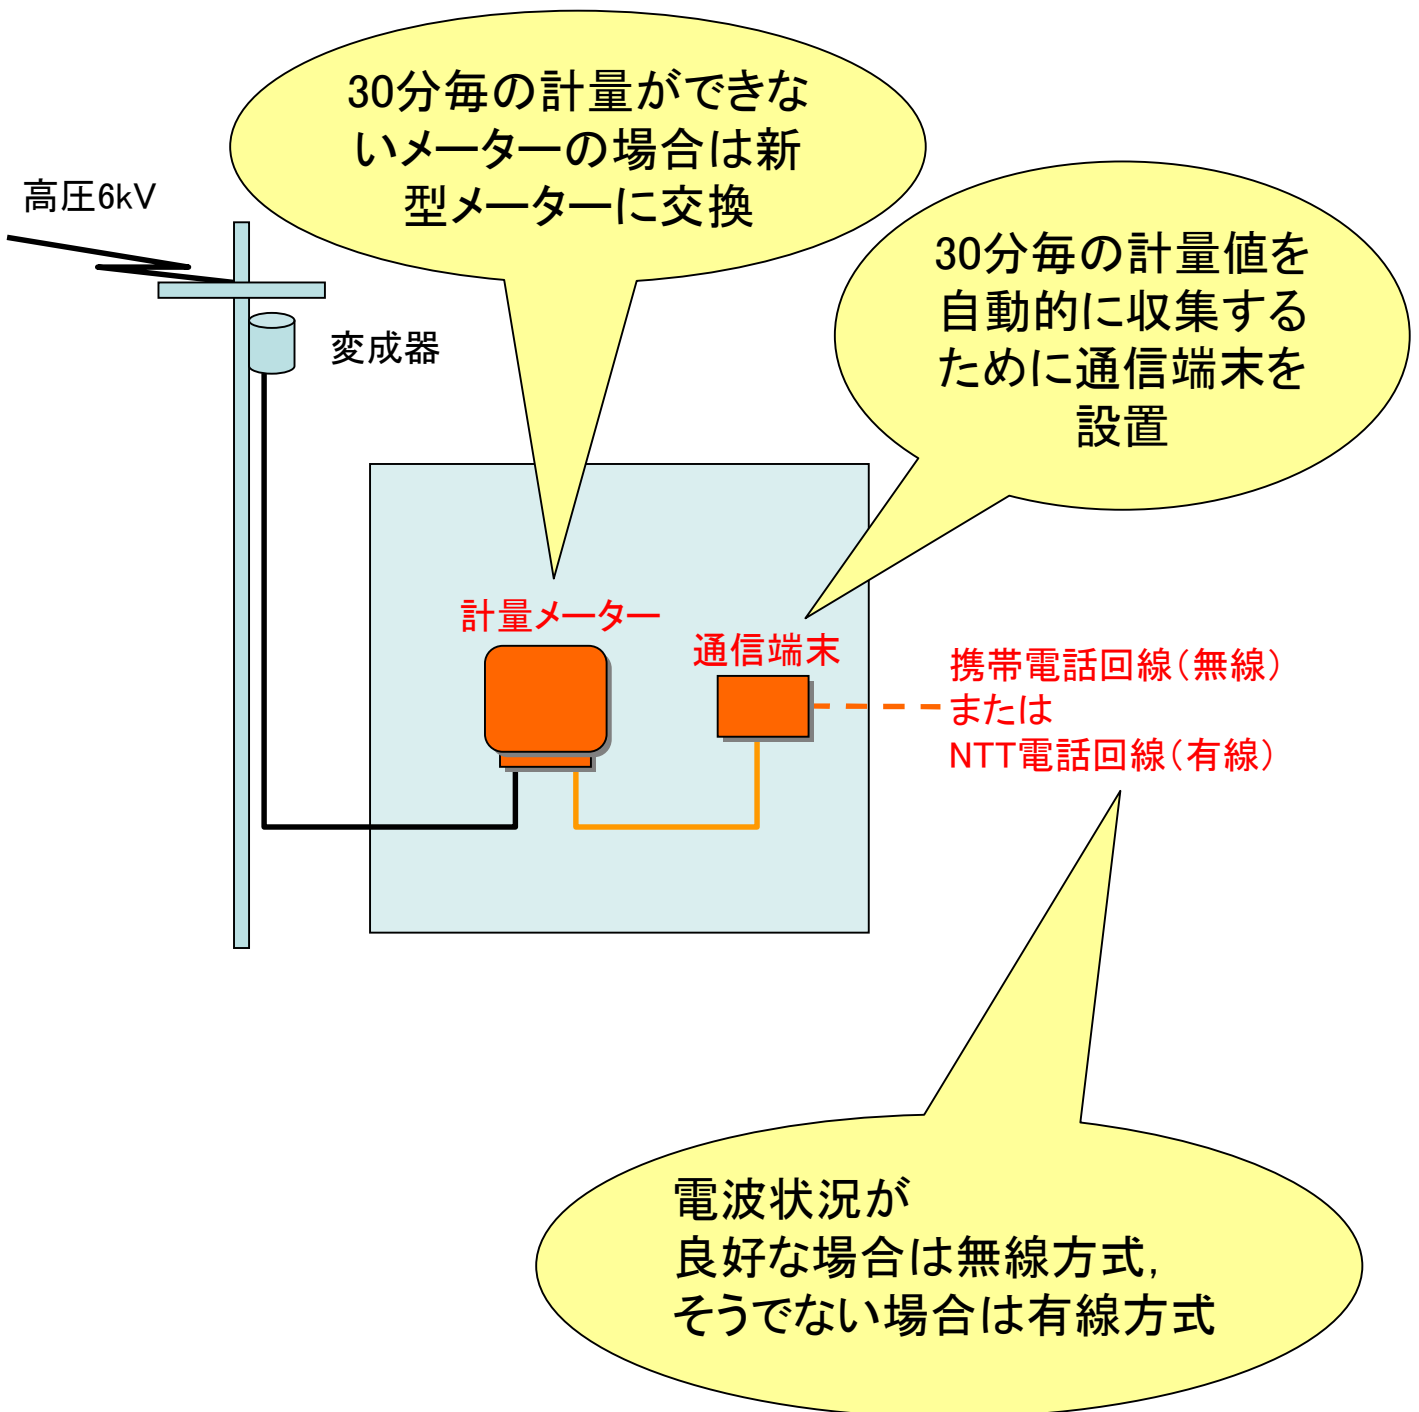 30分毎の計量ができな
いメーターの場合は新
型メーターに交換
高圧6kV
30分毎の計量値を
自動的に収集する
ために通信端末を
設置
変成器
計量メーター
通信端末
携帯電話回線（無線）
または
NTT電話回線（有線）
電波状況が
良好な場合は無線方式，
そうでない場合は有線方式